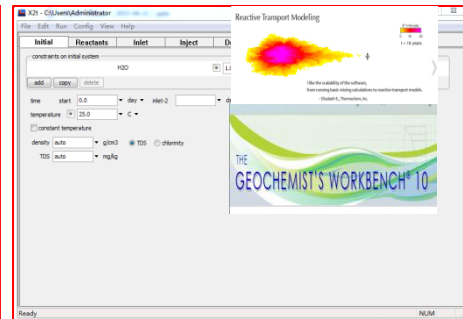 X2t - C:\Users\Administrator
File Edit Run Config View Help
Initial Reactants Inlet Inject
constraints on initial system
H2O
add copy delete
time start 0.0 day inlet-2
temperature 25.0 C
constant temperature
density auto g/cm3 TDS chlorinity
TDS auto mg/kg
Ready NUM
Reactive Transport Modeling
t = 10 years
I like the scalability of the software,
from running basic mixing calculations to reactive transport models.
THE
GEOCHEMIST'S WORKBENCH® 10